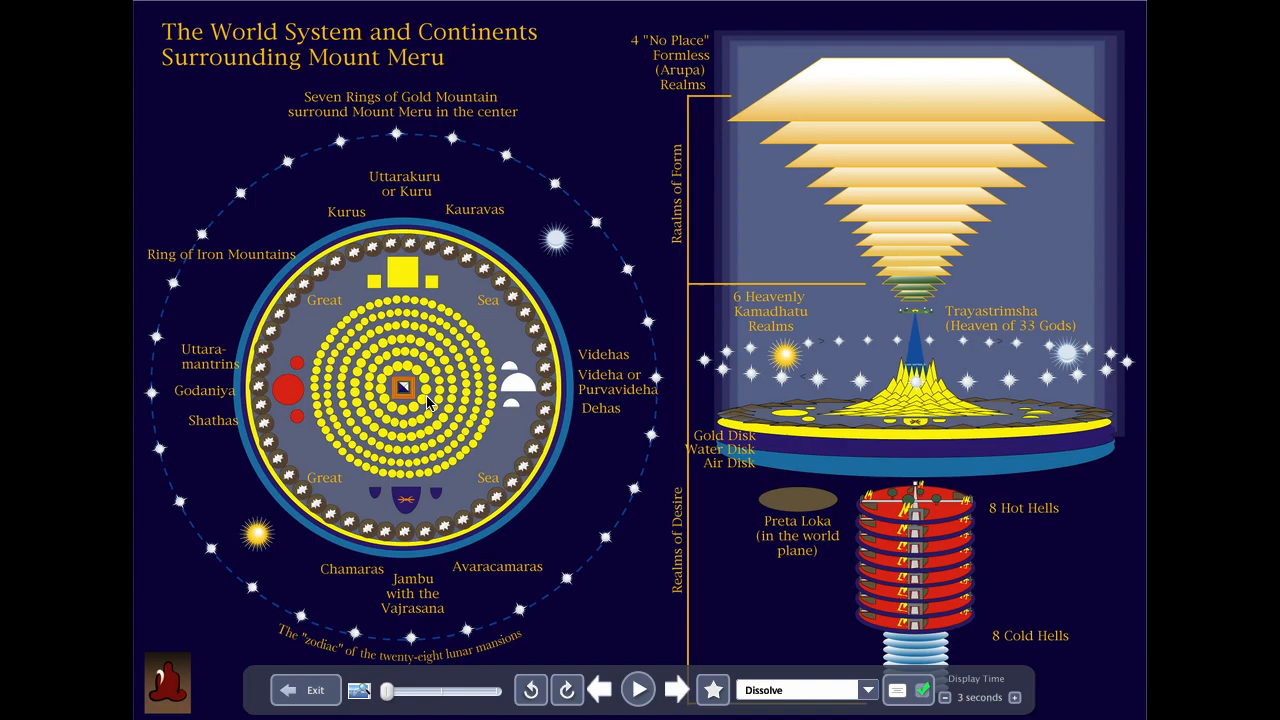 The World System and Continents
Surrounding Mount Meru
Seven Rings of Gold Mountain
surround Mount Meru in the center
Uttarakuru
or Kuru
Kurus
Kauravas
Ring of Iron Mountains
Great
Sea
Uttara-
mantrins
Godaniya
Shathas
Videhas
Videha or
Purvavideha
Dehas
Great
Sea
Chamaras
Jambu
with the
Vajrasana
Avaracamaras
The "zodiac" of the twenty-eight lunar mansions
4 "No Place"
Formless
(Arupa)
Realms
Raalms of Form
6 Heavenly
Kamadhatu
Realms
Trayastrimsha
(Heaven of 33 Gods)
Gold Disk
Water Disk
Air Disk
Realms of Desire
Preta Loka
(in the world
plane)
8 Hot Hells
8 Cold Hells
Exit
Dissolve
Display Time
3 seconds